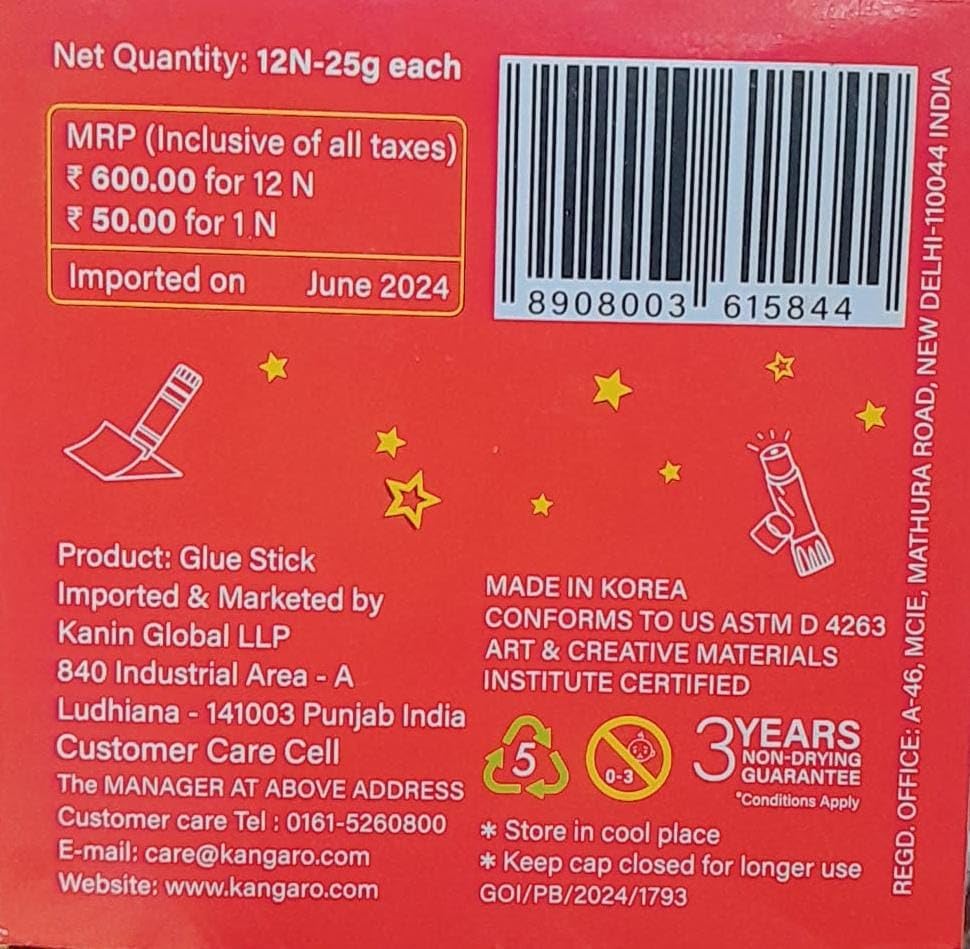 Net Quantity: 12N-25g each
MRP (Inclusive of all taxes)
₹ 600.00 for 12 N
₹ 50.00 for 1 N
Imported on June 2024
8908003 615844
Product: Glue Stick
Imported & Marketed by
Kanin Global LLP
840 Industrial Area - A
Ludhiana - 141003 Punjab India
Customer Care Cell
The MANAGER AT ABOVE ADDRESS
Customer care Tel : 0161-5260800
E-mail: care@kangaro.com
Website: www.kangaro.com
MADE IN KOREA
CONFORMS TO US ASTM D 4263
ART & CREATIVE MATERIALS
INSTITUTE CERTIFIED
5
0-3
3 YEARS
NON-DRYING
GUARANTEE
*Conditions Apply
* Store in cool place
* Keep cap closed for longer use
GOI/PB/2024/1793
REGD. OFFICE: A-46, MCIE, MATHURA ROAD, NEW DELHI-110044 INDIA